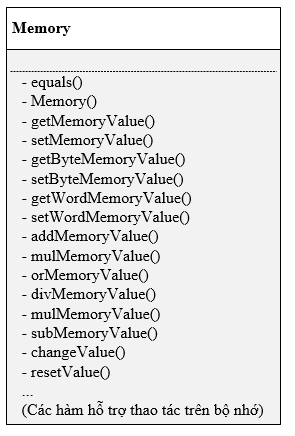 Memory
- equals()
- Memory()
- getMemoryValue()
- setMemoryValue()
- getByteMemoryValue()
- setByteMemoryValue()
- getWordMemoryValue()
- setWordMemoryValue()
- addMemoryValue()
- mulMemoryValue()
- orMemoryValue()
- divMemoryValue()
- mulMemoryValue()
- subMemoryValue()
- changeValue()
- resetValue()
...
(Các hàm hỗ trợ thao tác trên bộ nhớ)